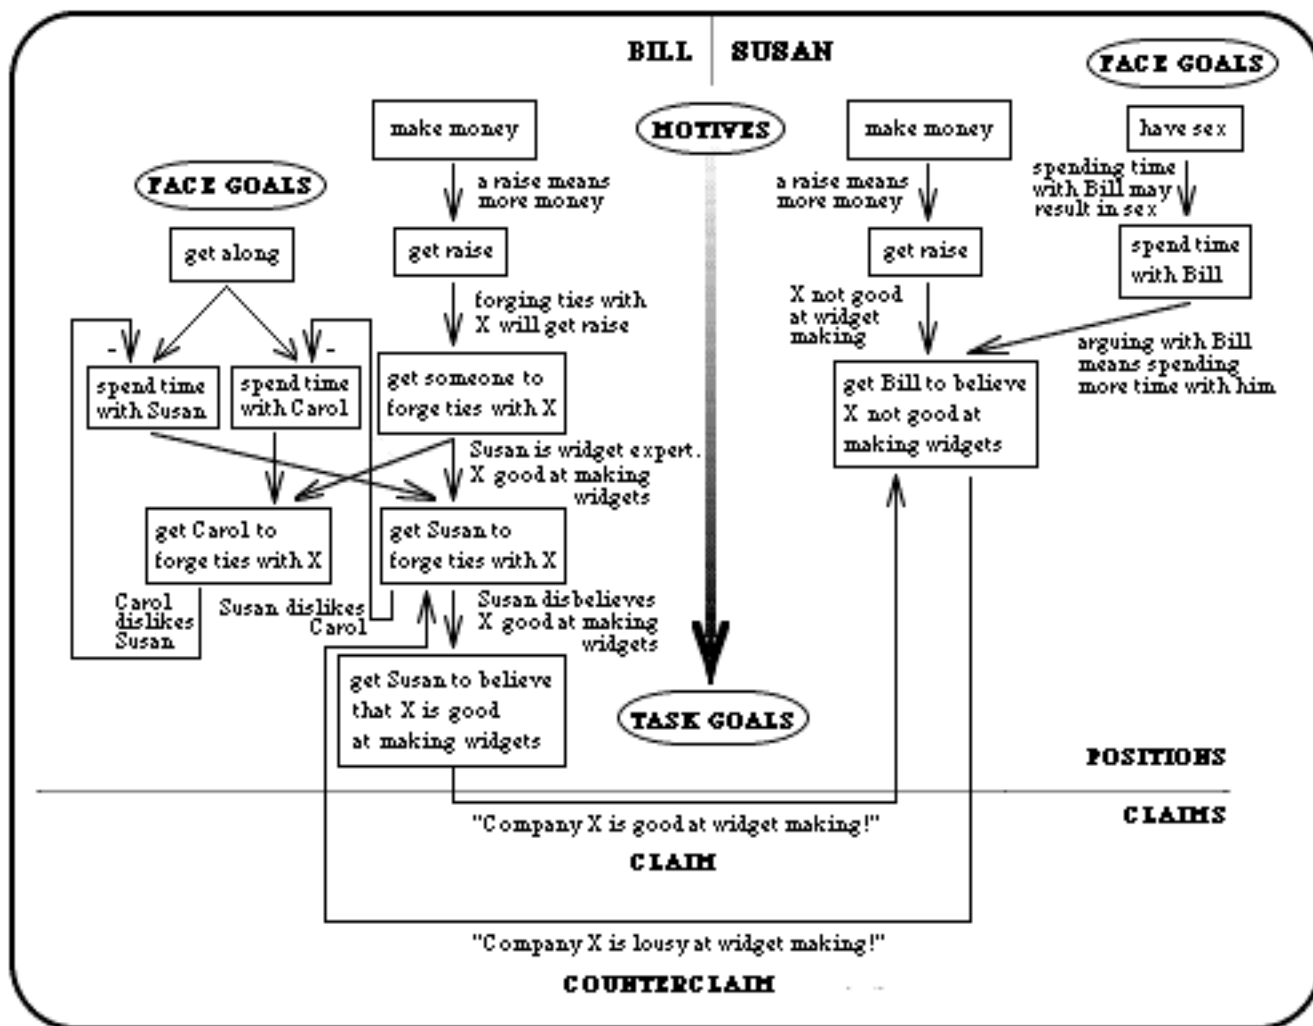 BILL
SUSAN
FACE GOALS
make money
MOTIVES
make money
have sex
FACE GOALS
a raise means
more money
a raise means
more money
spending time
with Bill may
result in sex
get along
get raise
get raise
spend time
with Bill
forging ties with
X will get raise
X not good
at widget
making
-
-
spend time
with Susan
spend time
with Carol
get someone to
forge ties with X
get Bill to believe
X not good at
making widgets
arguing with Bill
means spending
more time with him
Susan is widget expert.
X good at making
widgets
get Carol to
forge ties with X
get Susan to
forge ties with X
Carol
dislikes
Susan
Susan dislikes
Carol
Susan disbelieves
X good at making
widgets
get Susan to believe
that X is good
at making widgets
TASK GOALS
POSITIONS
CLAIMS
"Company X is good at widget making!"
CLAIM
"Company X is lousy at widget making!"
COUNTERCLAIM